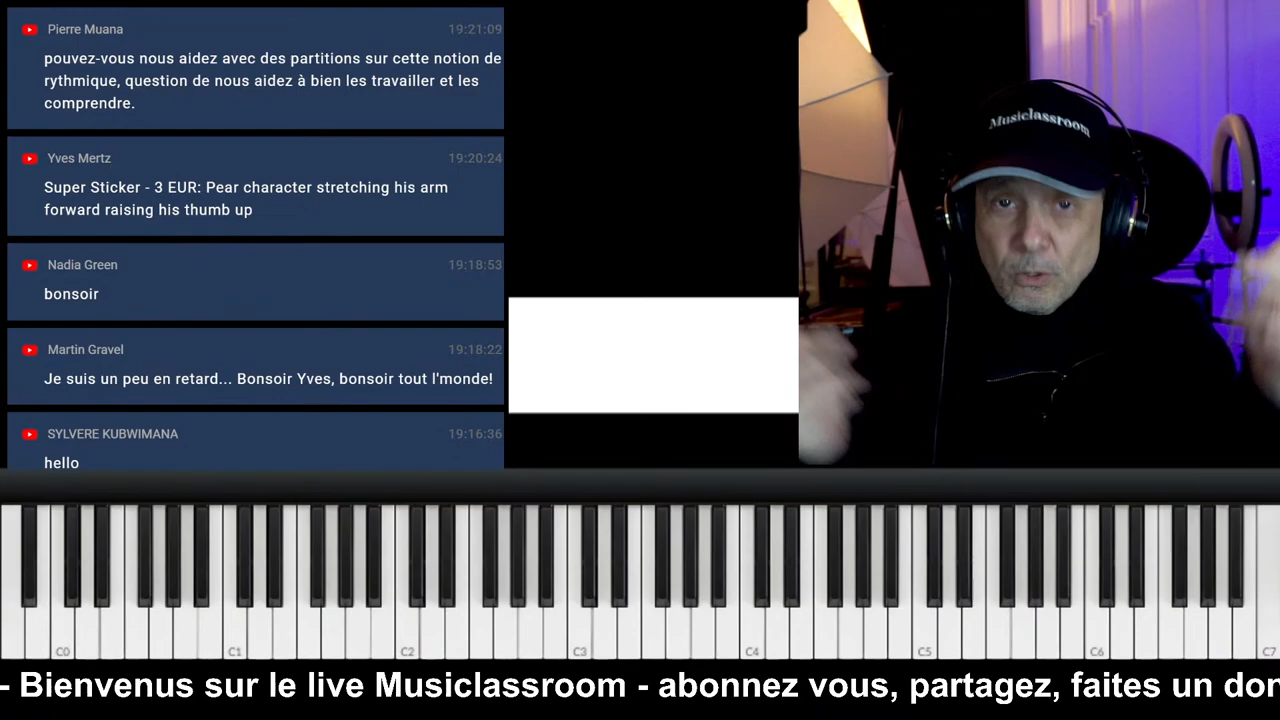 Pierre Muana 19:21:09
pouvez-vous nous aidez avec des partitions sur cette notion de
rythmique, question de nous aidez à bien les travailler et les
comprendre.
Yves Mertz 19:20:24
Super Sticker - 3 EUR: Pear character stretching his arm
forward raising his thumb up
Nadia Green 19:18:53
bonsoir
Martin Gravel 19:18:22
Je suis un peu en retard... Bonsoir Yves, bonsoir tout l'monde!
SYLVERE KUBWIMANA 19:16:36
hello
Musiclassroom
C0 C1 C2 C3 C4 C5 C6 C7
- Bienvenus sur le live Musiclassroom - abonnez vous, partagez, faites un don